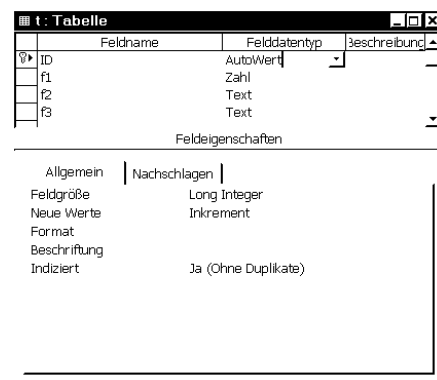 t : Tabelle
Feldname Felddatentyp Beschreibung
ID AutoWert
f1 Zahl
f2 Text
f3 Text
Feldeigenschaften
Allgemein Nachschlagen
Feldgröße Long Integer
Neue Werte Inkrement
Format
Beschriftung
Indiziert Ja (Ohne Duplikate)